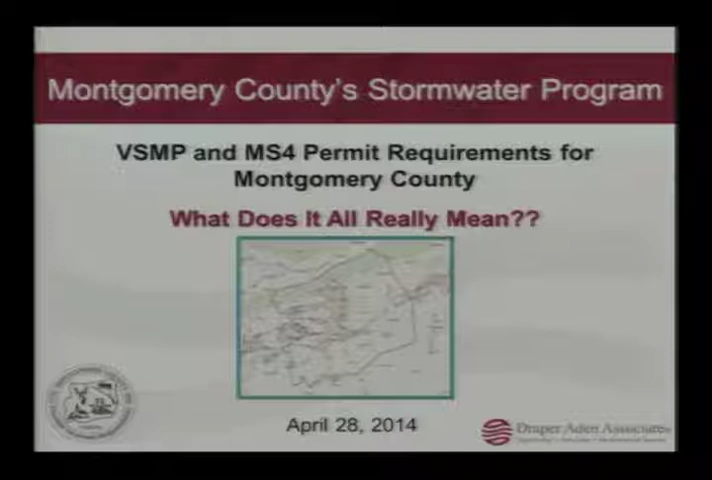 Montgomery County's Stormwater Program
VSMP and MS4 Permit Requirements for
Montgomery County
What Does It All Really Mean??
April 28, 2014
Draper Aden Associates